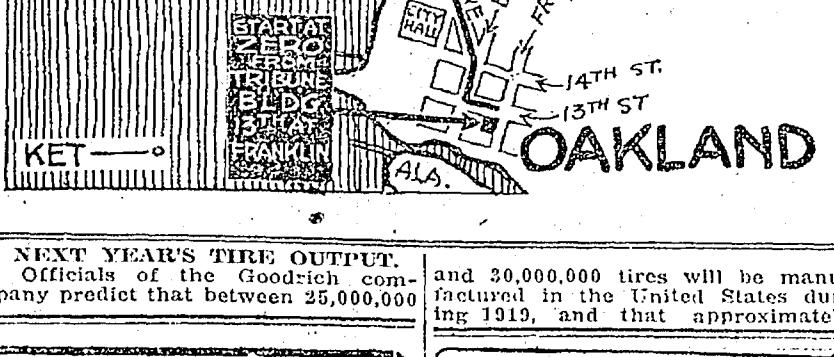 CITY
HALL
START AT
ZERO
FROM
TRIBUNE
BLDG
13TH AT
FRANKLIN
14TH ST.
13TH ST
KET
ALA.
OAKLAND
NEXT YEAR'S TIRE OUTPUT.
Officials of the Goodrich com-
pany predict that between 25,000,000
and 30,000,000 tires will be manu
factured in the United States du
ing 1919, and that approximate